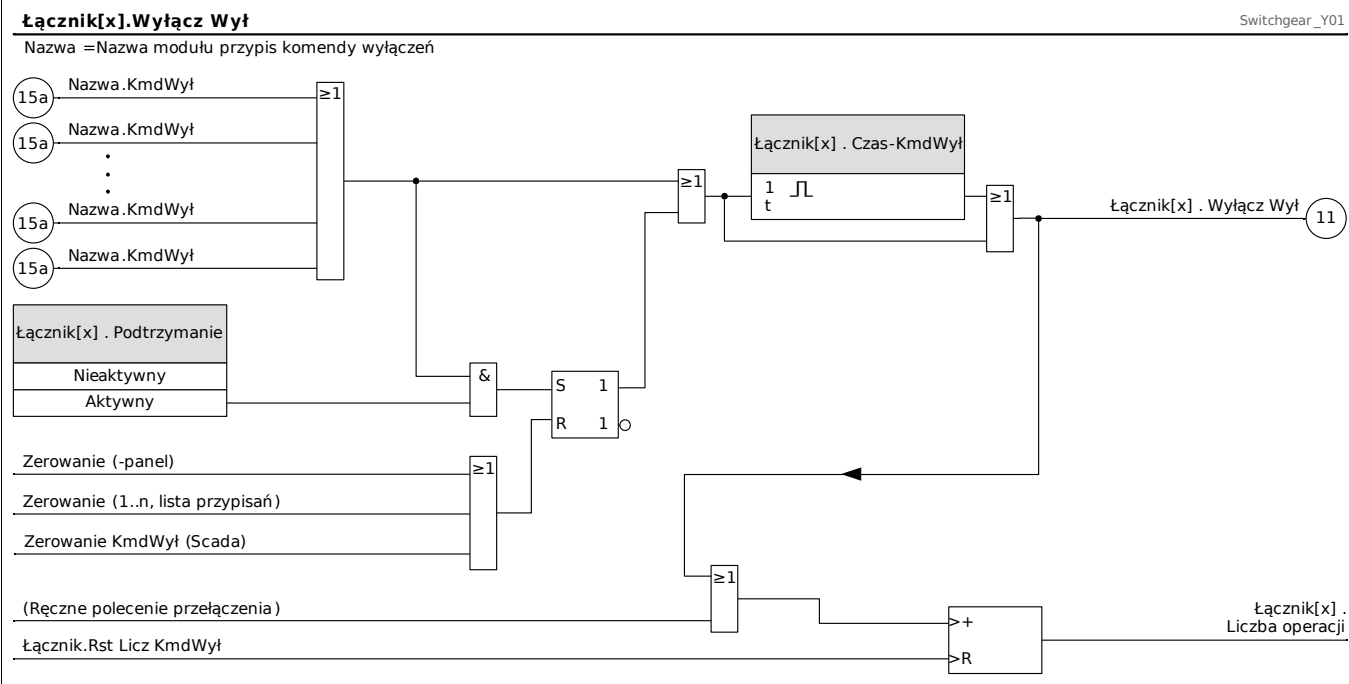 Łącznik[x].Wyłącz Wył
Switchgear_Y01
Nazwa =Nazwa modułu przypis komendy wyłączeń
15a
Nazwa.KmdWył
≥1
15a
Nazwa.KmdWył
15a
Nazwa.KmdWył
15a
Nazwa.KmdWył
≥1
Łącznik[x] . Czas-KmdWył
1
t
≥1
Łącznik[x] . Wyłącz Wył
11
Łącznik[x] . Podtrzymanie
Nieaktywny
Aktywny
&
S 1
R 1
Zerowanie (-panel)
≥1
Zerowanie (1..n, lista przypisań)
Zerowanie KmdWył (Scada)
≥1
(Ręczne polecenie przełączenia)
Łącznik.Rst Licz KmdWył
>+
>R
Łącznik[x] .
Liczba operacji